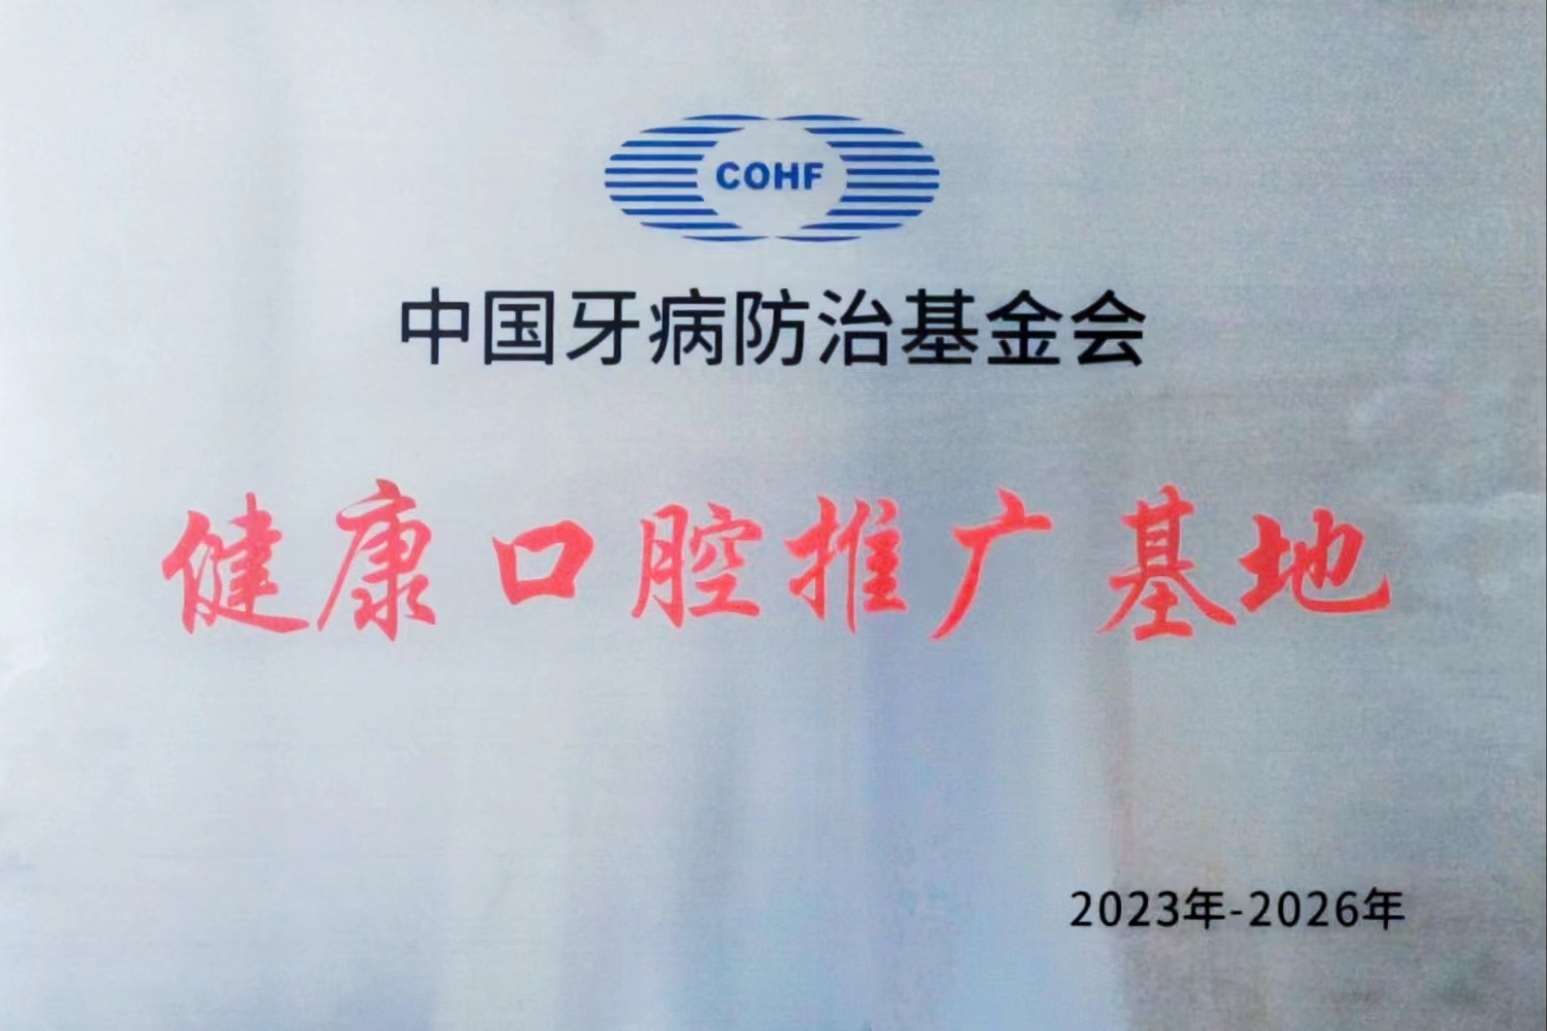 COHF
中国牙病防治基金会
健康口腔推广基地
2023年-2026年